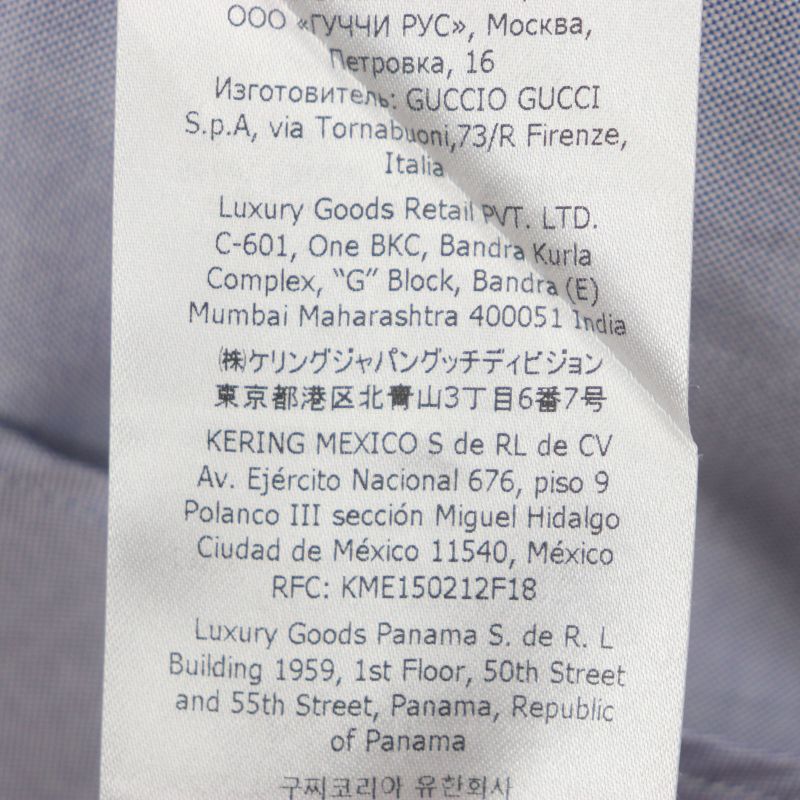 ООО «ГУЧЧИ РУС», Москва,
Петровка, 16
Изготовитель: GUCCIO GUCCI
S.p.A, via Tornabuoni,73/R Firenze,
Italia
Luxury Goods Retail PVT. LTD.
C-601, One BKC, Bandra Kurla
Complex, “G” Block, Bandra (E)
Mumbai Maharashtra 400051 India
㈱ケリングジャパングッチディビジョン
東京都港区北青山3丁目6番7号
KERING MEXICO S de RL de CV
Av. Ejército Nacional 676, piso 9
Polanco III sección Miguel Hidalgo
Ciudad de México 11540, México
RFC: KME150212F18
Luxury Goods Panama S. de R. L
Building 1959, 1st Floor, 50th Street
and 55th Street, Panama, Republic
of Panama
구찌코리아 유한회사